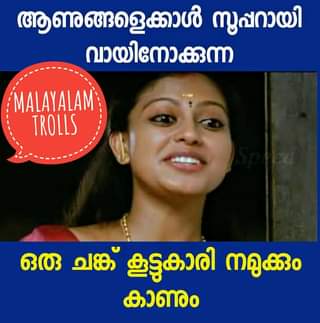 ആണുങ്ങളെക്കാൾ സൂപ്പറായി
വായിനോക്കുന്ന
MALAYALAM
TROLLS
ഒരു ചങ്ക് കൂട്ടുകാരി നമുക്കും
കാണും